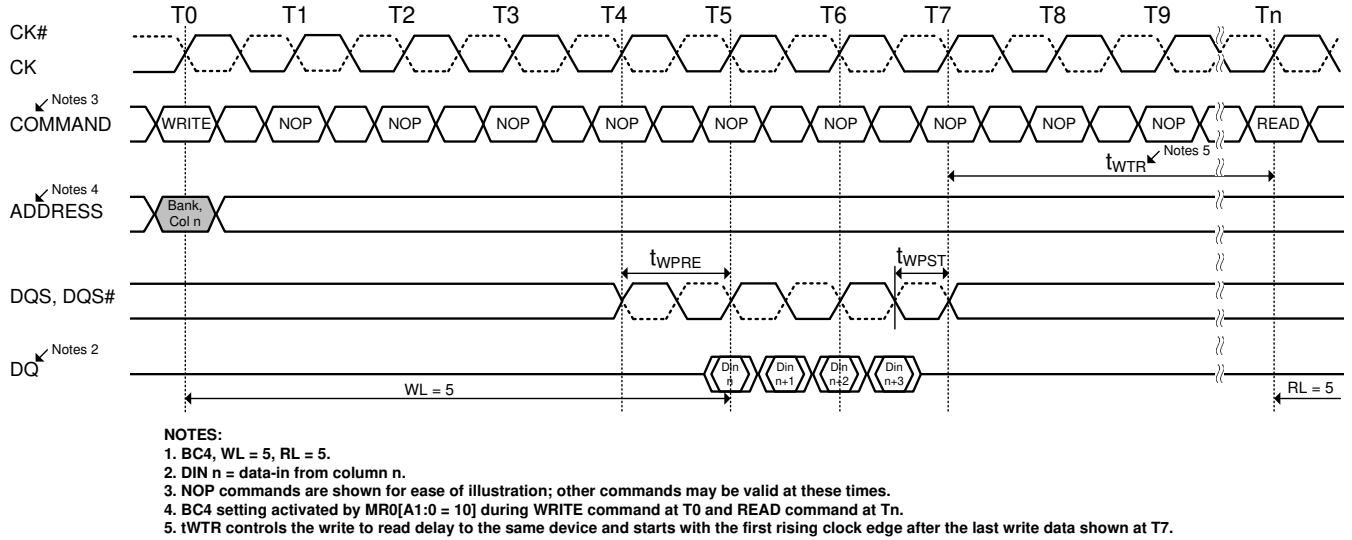 T0 T1 T2 T3 T4 T5 T6 T7 T8 T9 Tn
CK#
CK
Notes 3
COMMAND
WRITE NOP NOP NOP NOP NOP NOP NOP NOP NOP READ
tWTR Notes 5
Notes 4
ADDRESS
Bank,
Col n
tWPRE tWPST
DQS, DQS#
Notes 2
DQ
Din Din Din Din
n n+1 n+2 n+3
WL = 5 RL = 5
NOTES:
1. BC4, WL = 5, RL = 5.
2. DIN n = data-in from column n.
3. NOP commands are shown for ease of illustration; other commands may be valid at these times.
4. BC4 setting activated by MR0[A1:0 = 10] during WRITE command at T0 and READ command at Tn.
5. tWTR controls the write to read delay to the same device and starts with the first rising clock edge after the last write data shown at T7.